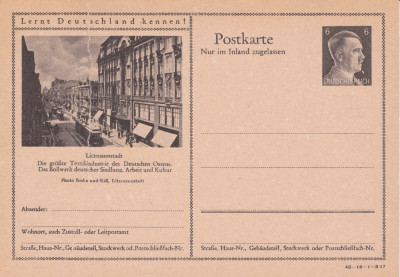 Lernt Deutschland kennen!
Litzmannstadt
Die größte Textilindustrie des Deutschen Ostens.
Das Bollwerk deutscher Siedlung, Arbeit und Kultur
Litzmannstadt
Postkarte
Nur im Inland zugelassen
6 6
DEUTSCHES REICH
Absender:
Wohnort, auch Zustell- oder Leitpostamt
Straße, Haus-Nr., Gebäudeteil, Stockwerk od. Postschließfach-Nr.
Straße, Haus-Nr., Gebäudeteil, Stockwerk oder Postschließfach-Nr.